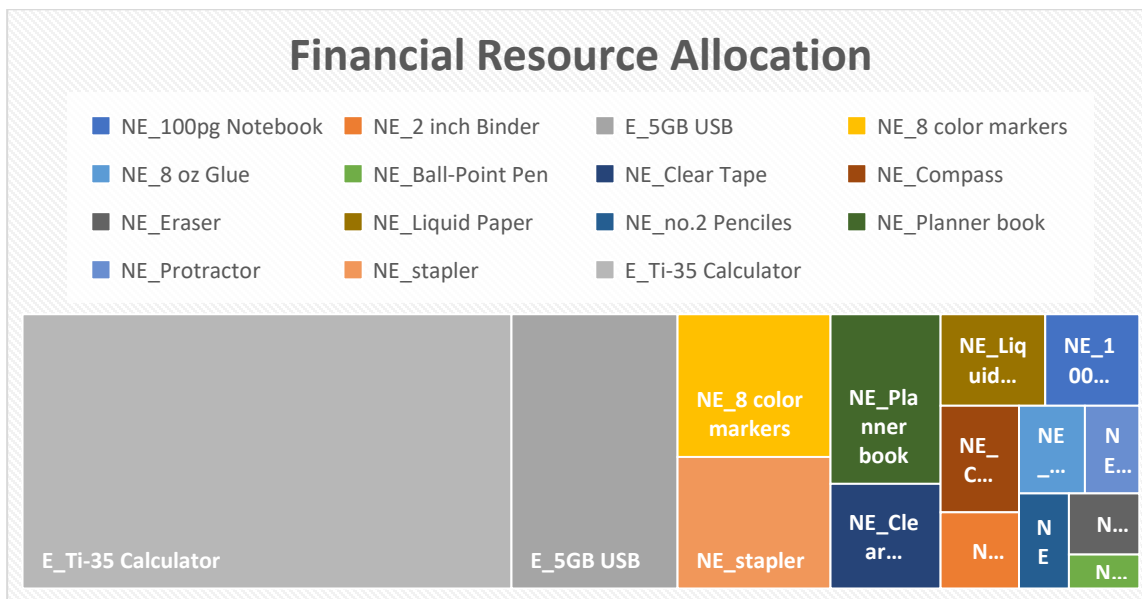 Financial Resource Allocation
NE_100pg Notebook
NE_2 inch Binder
E_5GB USB
NE_8 color markers
NE_8 oz Glue
NE_Ball-Point Pen
NE_Clear Tape
NE_Compass
NE_Eraser
NE_Liquid Paper
NE_no.2 Penciles
NE_Planner book
NE_Protractor
NE_stapler
E_Ti-35 Calculator
E_Ti-35 Calculator
E_5GB USB
NE_8 color
markers
NE_stapler
NE_Pla
nner
book
NE_Cle
ar...
NE_Liq
uid...
NE_1
00...
NE_
C...
NE
_...
N
E...
N...
N
E
N...
N...